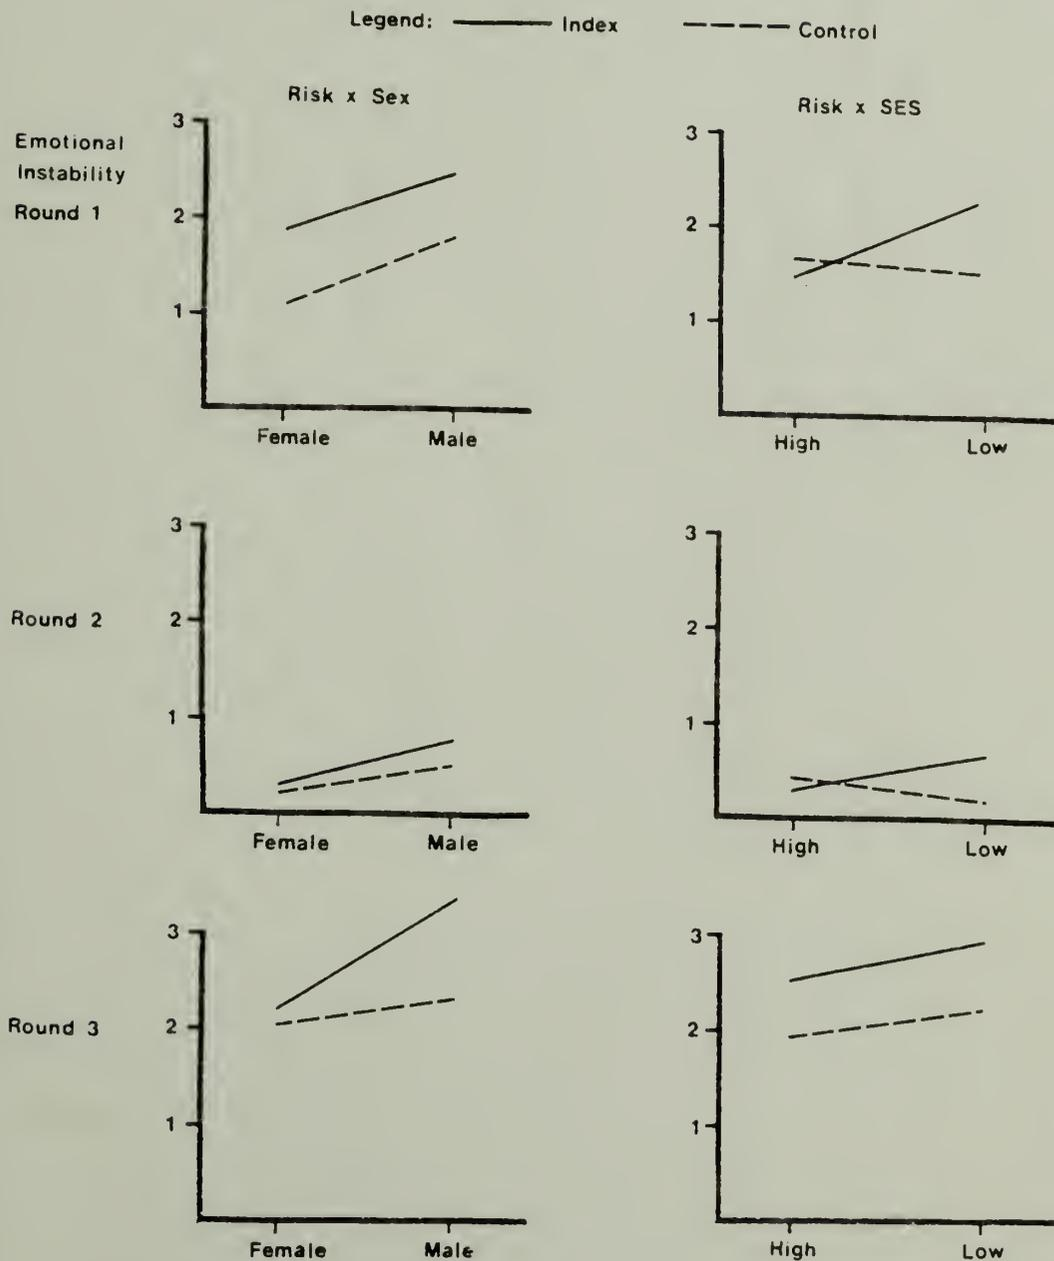 Legend: Index Control
Risk x Sex
Risk x SES
Emotional
Instability
Round 1
3
2
1
Female Male
3
2
1
High Low
Round 2
3
2
1
Female Male
3
2
1
High Low
Round 3
3
2
1
Female Male
3
2
1
High Low